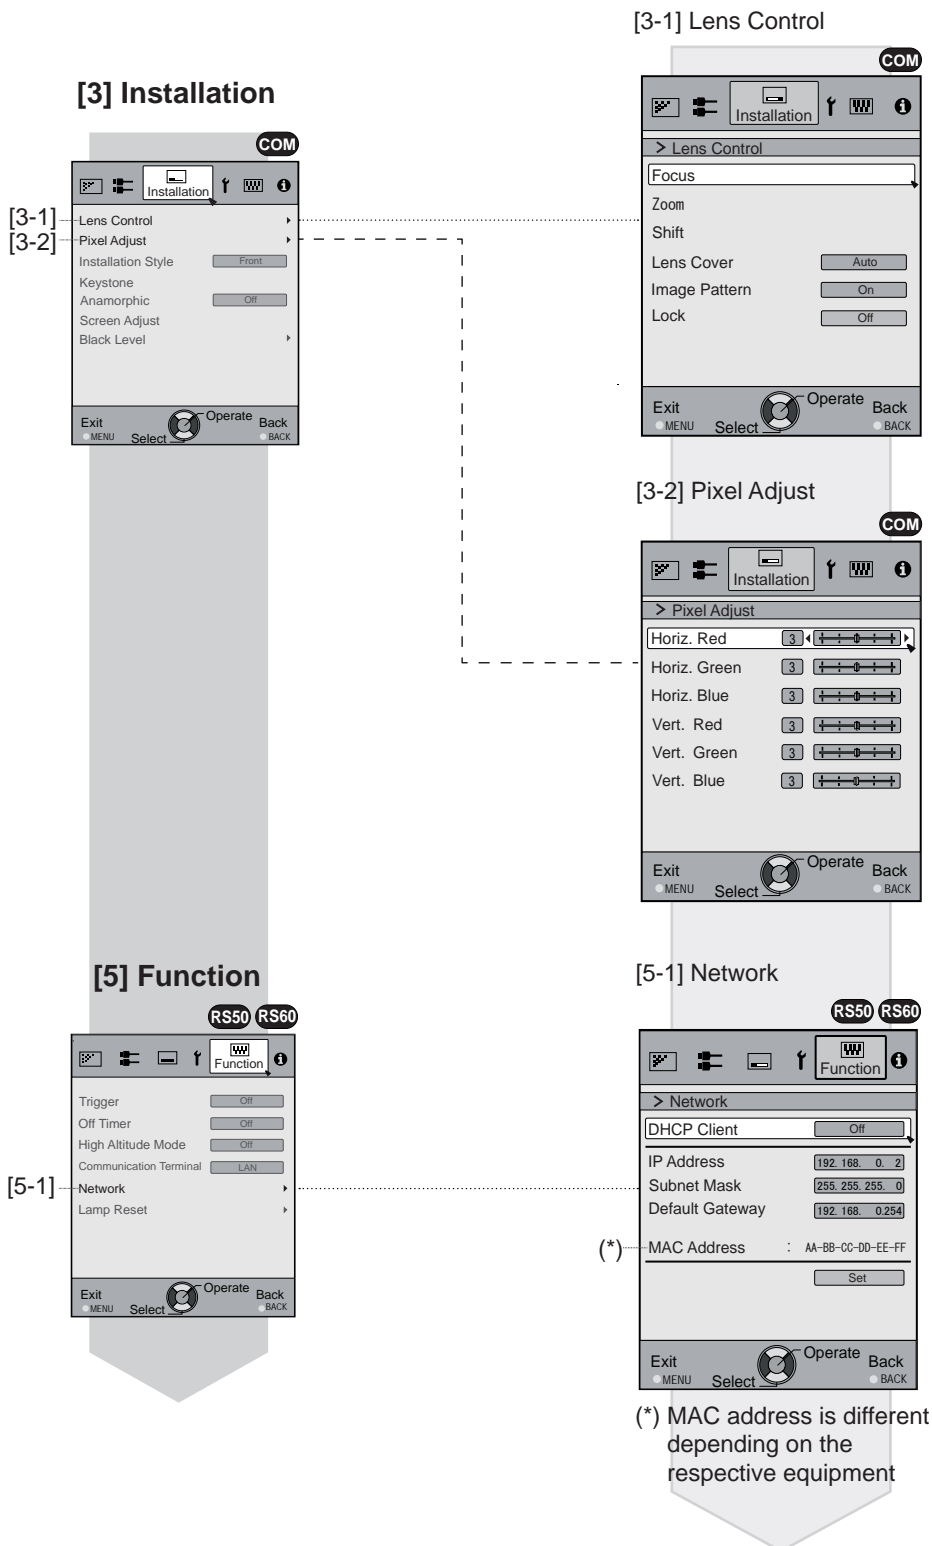 [3] Installation
COM
Installation
[3-1]
Lens Control
[3-2]
Pixel Adjust
Installation Style Front
Keystone
Anamorphic Off
Screen Adjust
Black Level
Exit
MENU
Select
Operate
Back
BACK
[3-1] Lens Control
COM
Installation
> Lens Control
Focus
Zoom
Shift
Lens Cover Auto
Image Pattern On
Lock Off
Exit
MENU
Select
Operate
Back
BACK
[3-2] Pixel Adjust
COM
Installation
> Pixel Adjust
Horiz. Red 3
Horiz. Green 3
Horiz. Blue 3
Vert. Red 3
Vert. Green 3
Vert. Blue 3
Exit
MENU
Select
Operate
Back
BACK
[5] Function
RS50 RS60
Function
Trigger Off
Off Timer Off
High Altitude Mode Off
Communication Terminal LAN
[5-1]
Network
Lamp Reset
Exit
MENU
Select
Operate
Back
BACK
[5-1] Network
RS50 RS60
Function
> Network
DHCP Client Off
IP Address 192. 168. 0. 2
Subnet Mask 255. 255. 255. 0
Default Gateway 192. 168. 0.254
(*)
MAC Address : AA-BB-CC-DD-EE-FF
Set
Exit
MENU
Select
Operate
Back
BACK
(*) MAC address is different
depending on the
respective equipment